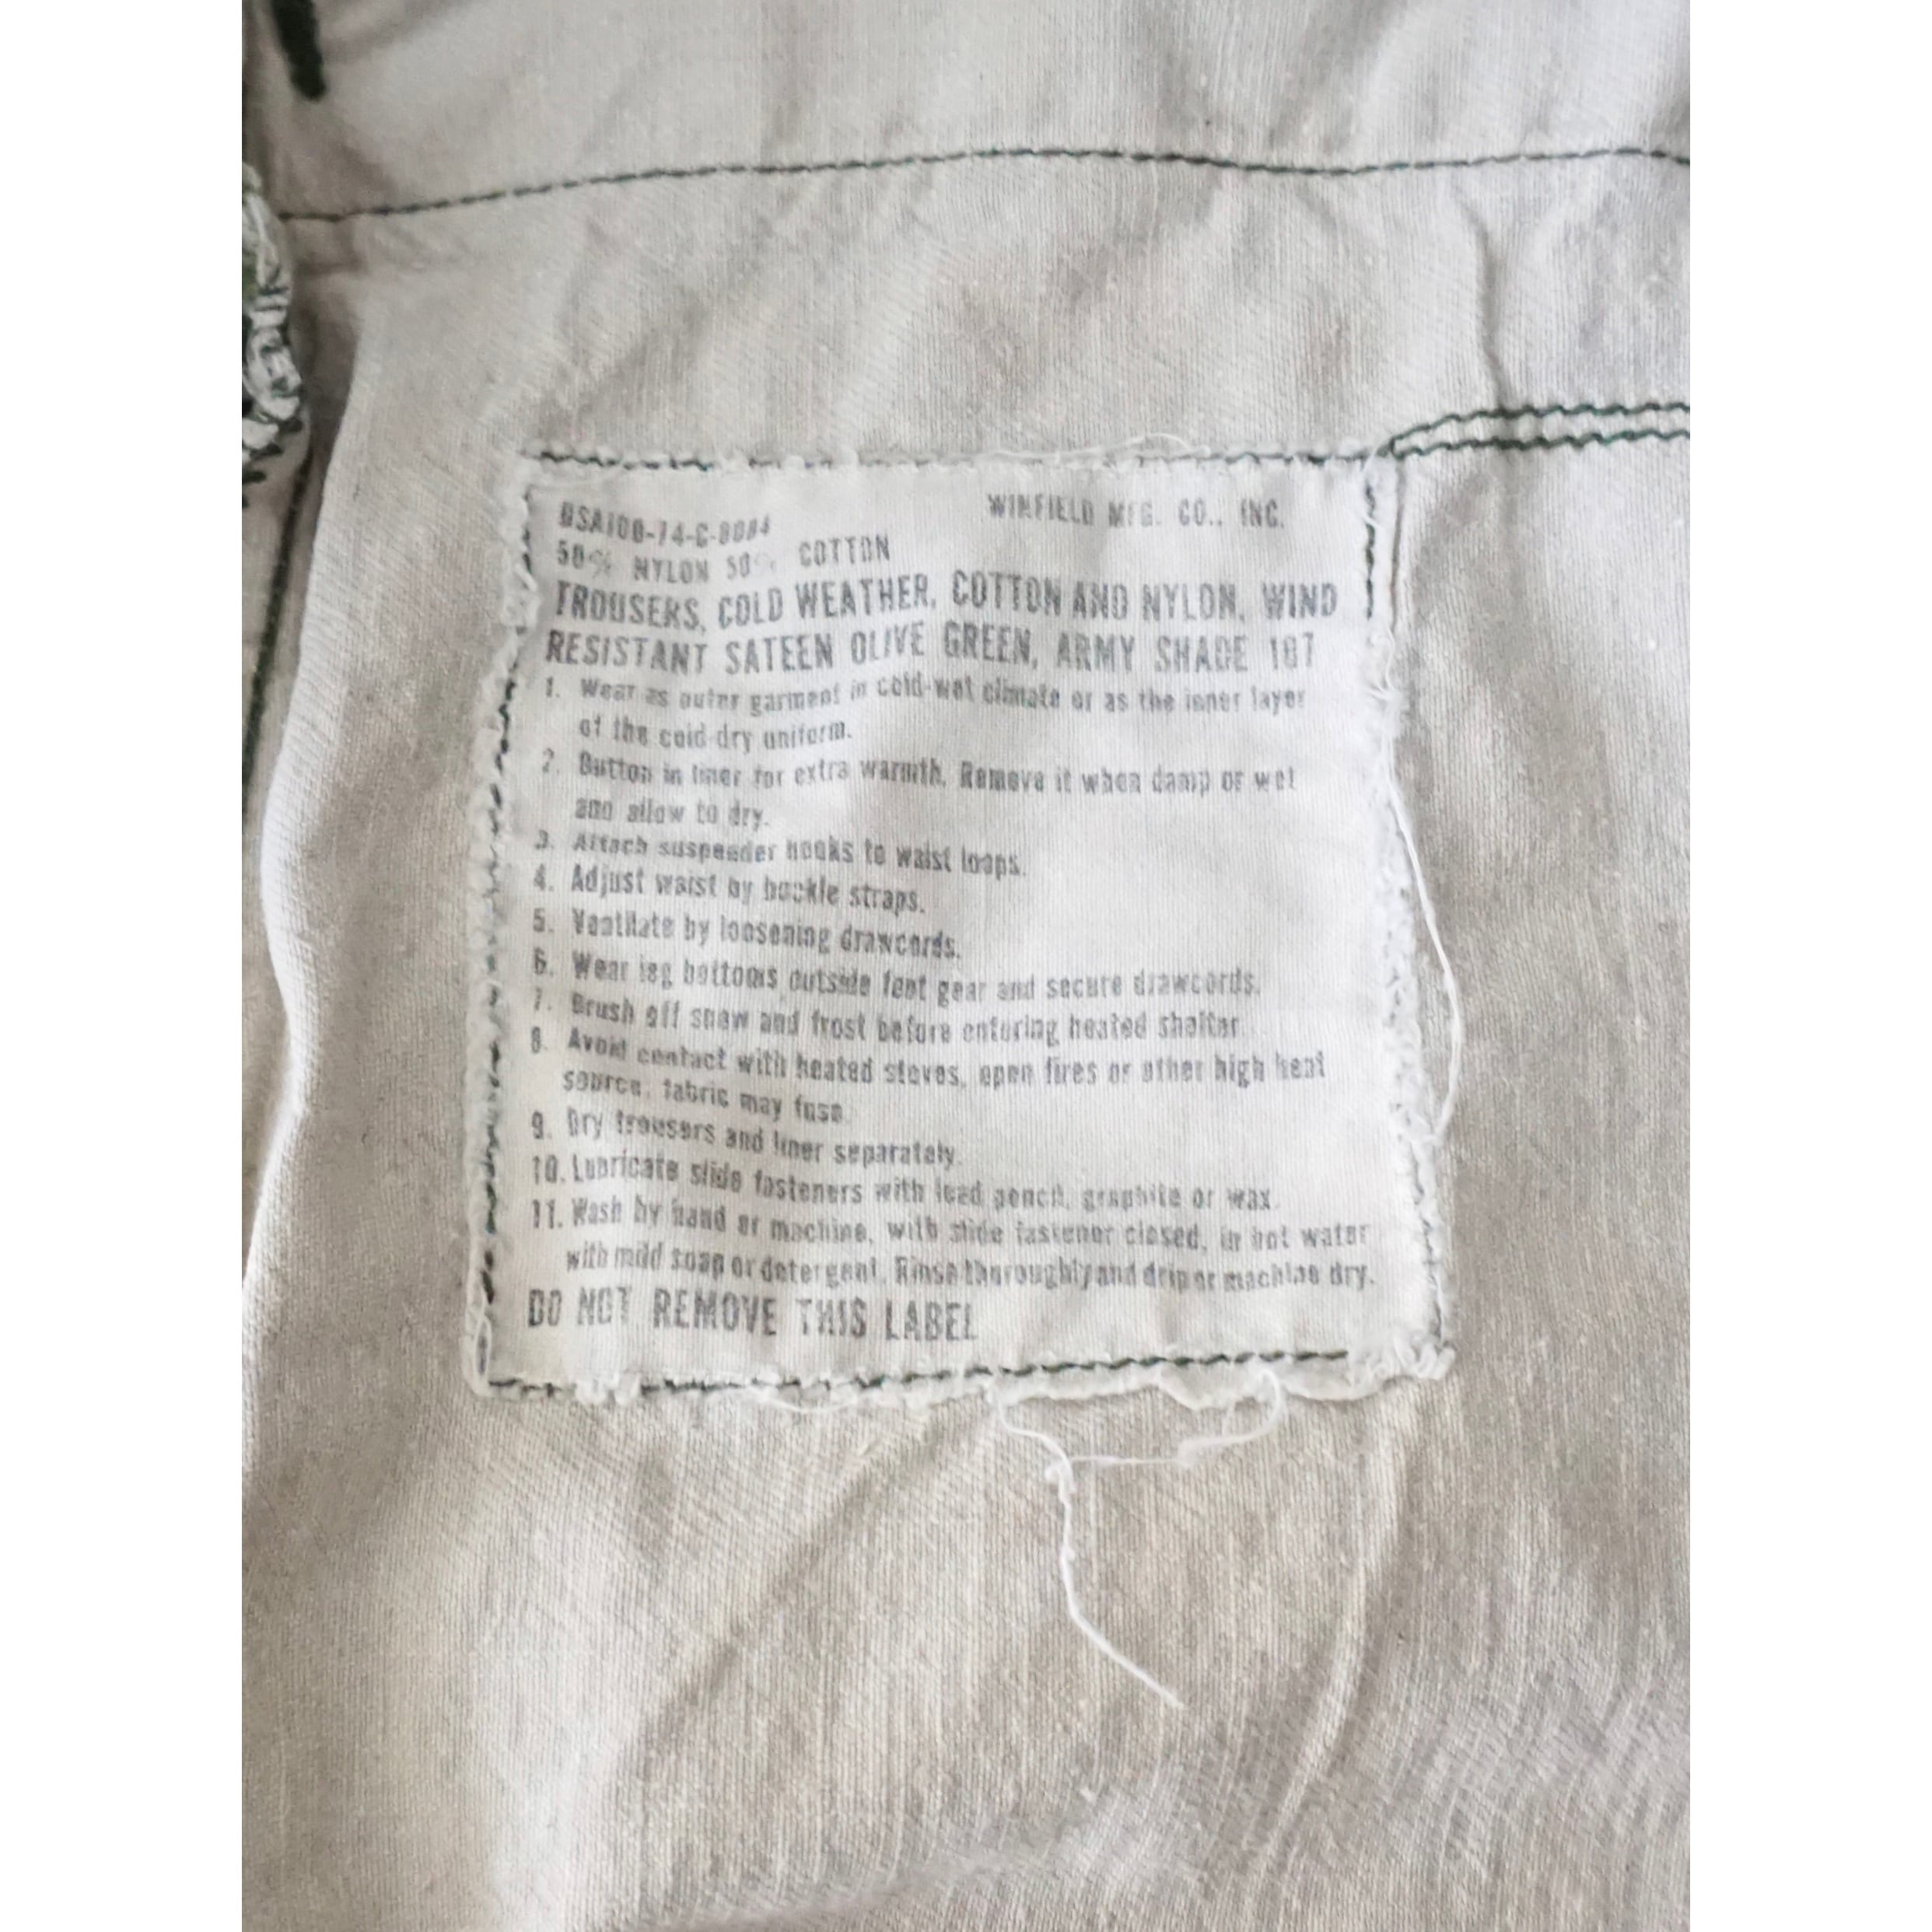 DSA100-74-C-8084
WINFIELD MFG. CO., INC.
50% NYLON 50% COTTON
TROUSERS, COLD WEATHER, COTTON AND NYLON, WIND
RESISTANT SATEEN OLIVE GREEN, ARMY SHADE 107
1. Wear as outer garment in cold-wet climate or as the inner layer
of the cold-dry uniform.
2. Button in liner for extra warmth. Remove it when damp or wet
and allow to dry.
3. Attach suspender hooks to waist loops.
4. Adjust waist by buckle straps.
5. Ventilate by loosening drawcords.
6. Wear leg bottoms outside foot gear and secure drawcords.
7. Brush off snow and frost before entering heated shelter.
8. Avoid contact with heated stoves, open fires or other high heat
source, fabric may fuse.
9. Dry trousers and liner separately.
10. Lubricate slide fasteners with lead pencil, graphite or wax.
11. Wash by hand or machine, with slide fastener closed, in hot water
with mild soap or detergent. Rinse thoroughly and drip or machine dry.
DO NOT REMOVE THIS LABEL